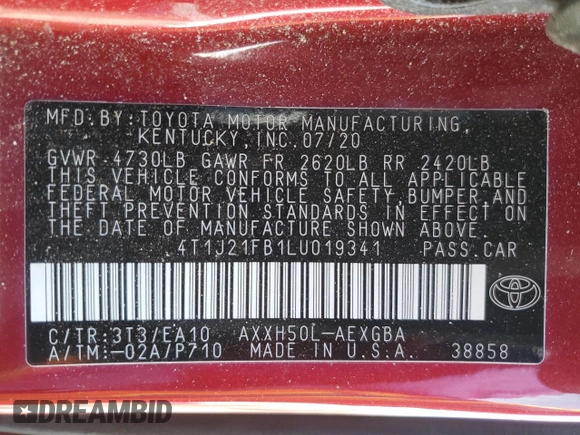 MFD.BY:TOYOTA MOTOR MANUFACTURING,
KENTUCKY,INC.07/20
GVWR 4730LB GAWR FR 2620LB RR 2420LB
THIS VEHICLE CONFORMS TO ALL APPLICABLE
FEDERAL MOTOR VEHICLE SAFETY,BUMPER,AND
THEFT PREVENTION STANDARDS IN EFFECT ON
THE DATE OF MANUFACTURE SHOWN ABOVE.
4T1J21FB1LU019341 PASS.CAR
C/TR:3T3/EA10 AXXH50L-AEXGBA
A/TM:-02A/P710 MADE IN U.S.A. 38858
DREAMBID